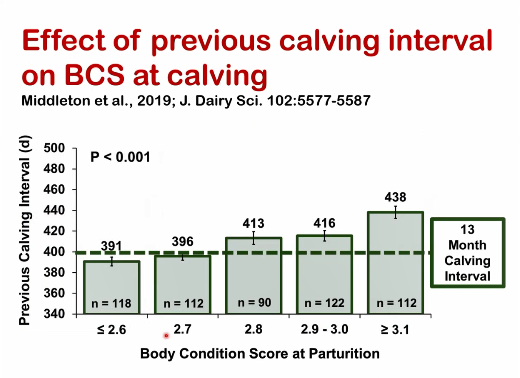 Effect of previous calving interval
on BCS at calving
Middleton et al., 2019; J. Dairy Sci. 102:5577-5587
Previous Calving Interval (d)
500
480
460
440
420
400
380
360
340
P < 0.001
391
396
413
416
438
n = 118
n = 112
n = 90
n = 122
n = 112
13
Month
Calving
Interval
≤ 2.6
2.7
2.8
2.9 - 3.0
≥ 3.1
Body Condition Score at Parturition